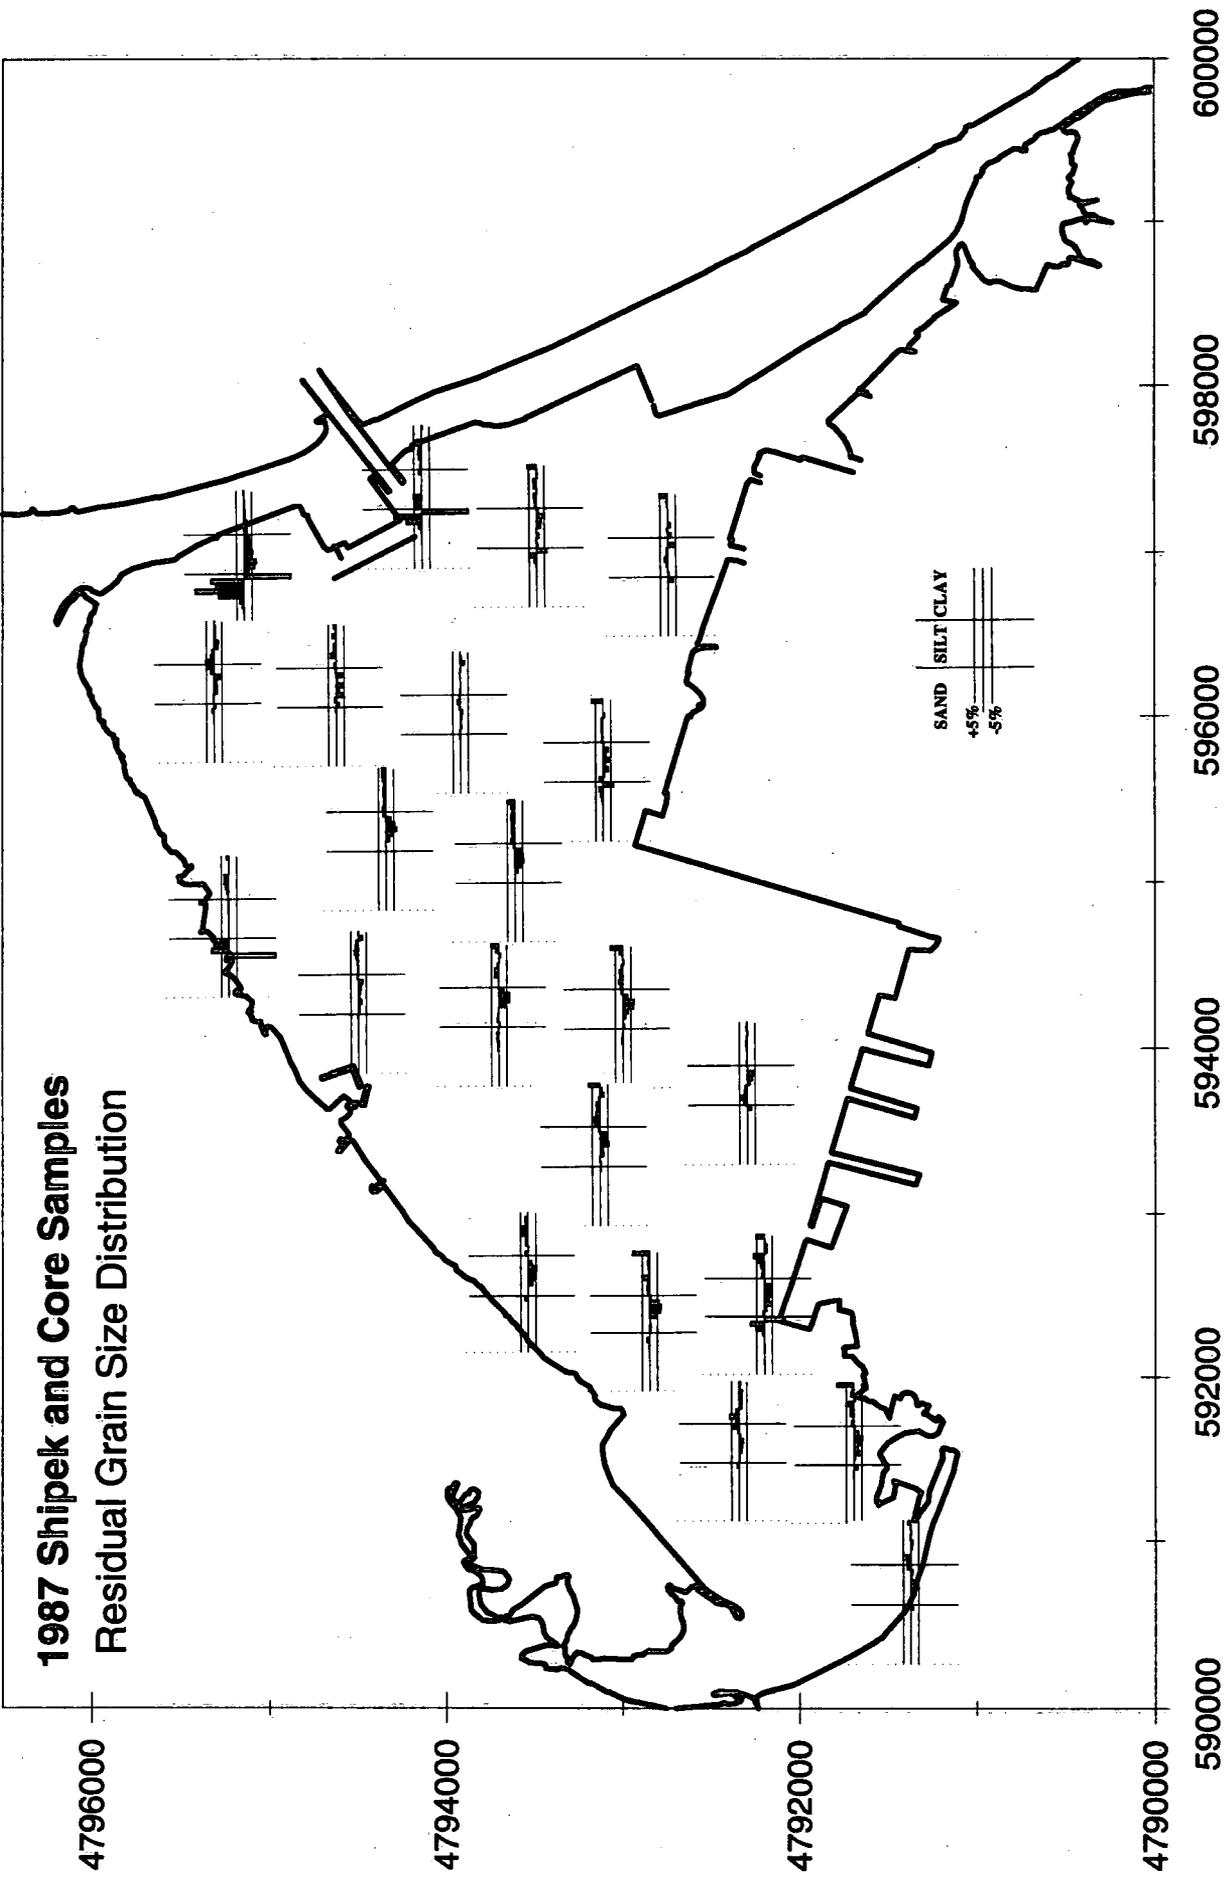 1987 Shipek and Core Samples
Residual Grain Size Distribution
4796000
4794000
4792000
4790000
SAND SILT CLAY
+5%
-5%
590000 592000 594000 596000 598000 600000